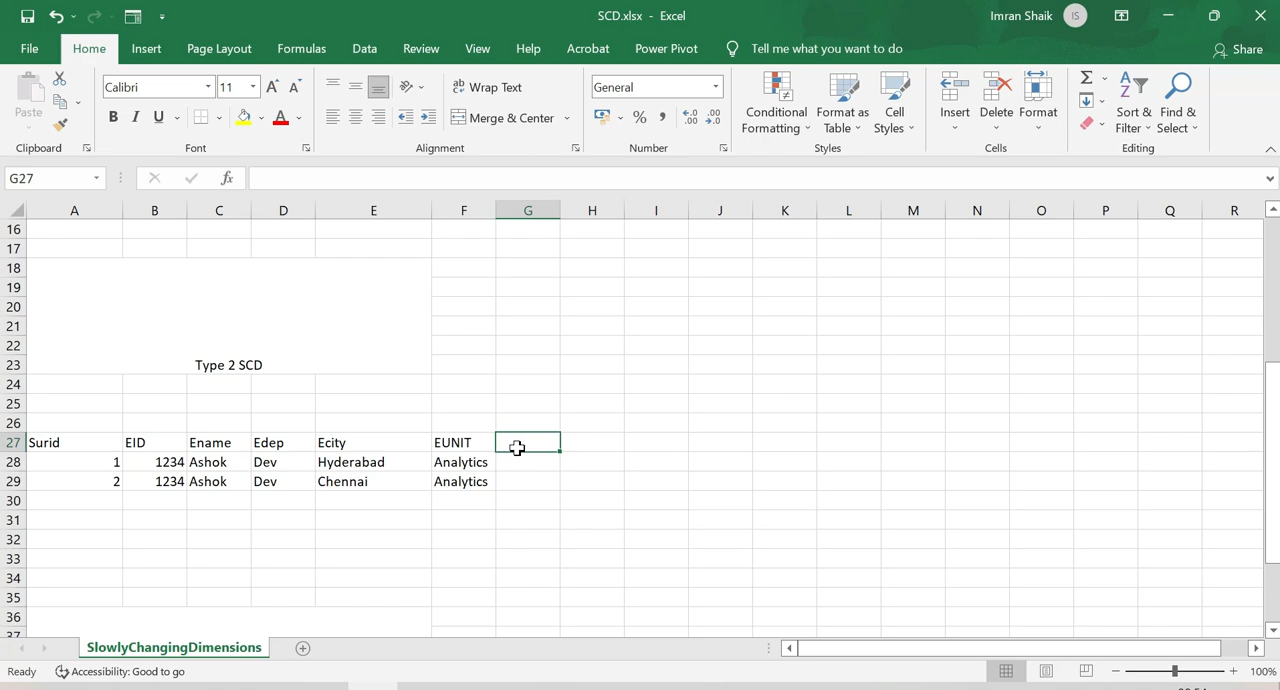 SCD.xlsx - Excel
Imran Shaik IS
File Home Insert Page Layout Formulas Data Review View Help Acrobat Power Pivot Tell me what you want to do Share
Paste
Calibri 11 A A
Wrap Text
General
Conditional Formatting
Format as Table
Cell Styles
Insert Delete Format
Sort & Filter
Find & Select
B I U A
Merge & Center
%
Clipboard Font Alignment Number Styles Cells Editing
G27 fx
A B C D E F G H I J K L M N O P Q R
16
17
18
19
20
21
22
23 Type 2 SCD
24
25
26
27 Surid EID Ename Edep Ecity EUNIT
28 1 1234 Ashok Dev Hyderabad Analytics
29 2 1234 Ashok Dev Chennai Analytics
30
31
32
33
34
35
36
37
SlowlyChangingDimensions
Ready Accessibility: Good to go 100%